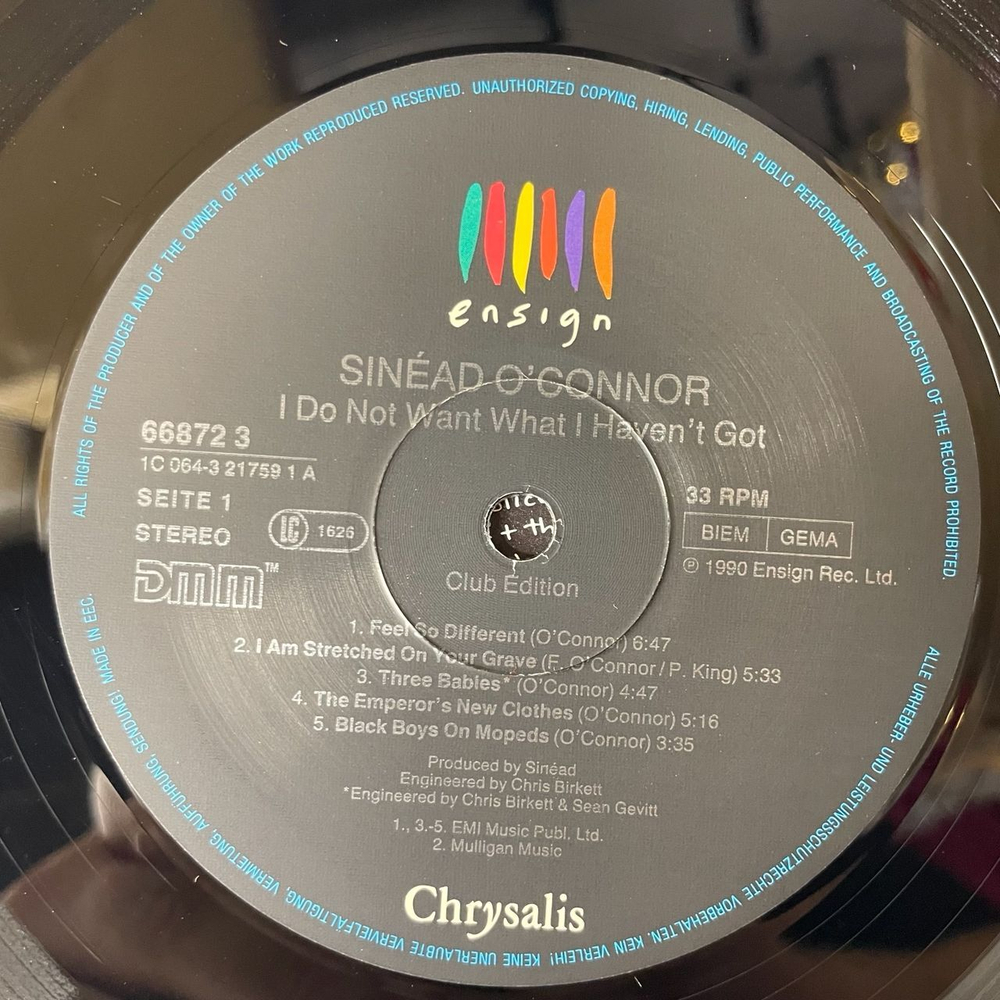 ALL RIGHTS OF THE PRODUCER AND OF THE OWNER OF THE WORK REPRODUCED RESERVED. UNAUTHORIZED COPYING, HIRING, LENDING, PUBLIC PERFORMANCE AND BROADCASTING OF THE RECORD PROHIBITED.
ensign
SINÉAD O'CONNOR
I Do Not Want What I Haven't Got
66872 3
1C 064-3 21759 1 A
SEITE 1
STEREO
LC 1626
DMM™
33 RPM
BIEM GEMA
℗ 1990 Ensign Rec. Ltd.
+ th
Club Edition
1. Feel So Different (O'Connor) 6:47
2. I Am Stretched On Your Grave (F. O'Connor / P. King) 5:33
3. Three Babies* (O'Connor) 4:47
4. The Emperor's New Clothes (O'Connor) 5:16
5. Black Boys On Mopeds (O'Connor) 3:35
Produced by Sinéad
Engineered by Chris Birkett
*Engineered by Chris Birkett & Sean Gevitt
1., 3.-5. EMI Music Publ. Ltd.
2. Mulligan Music
Chrysalis
ALLE URHEBER- UND LEISTUNGSSCHUTZRECHTE VORBEHALTEN. KEIN VERLEIH! KEINE UNERLAUBTE VERVIELFÄLTIGUNG, VERMIETUNG, AUFFÜHRUNG, SENDUNG! MADE IN EEC.